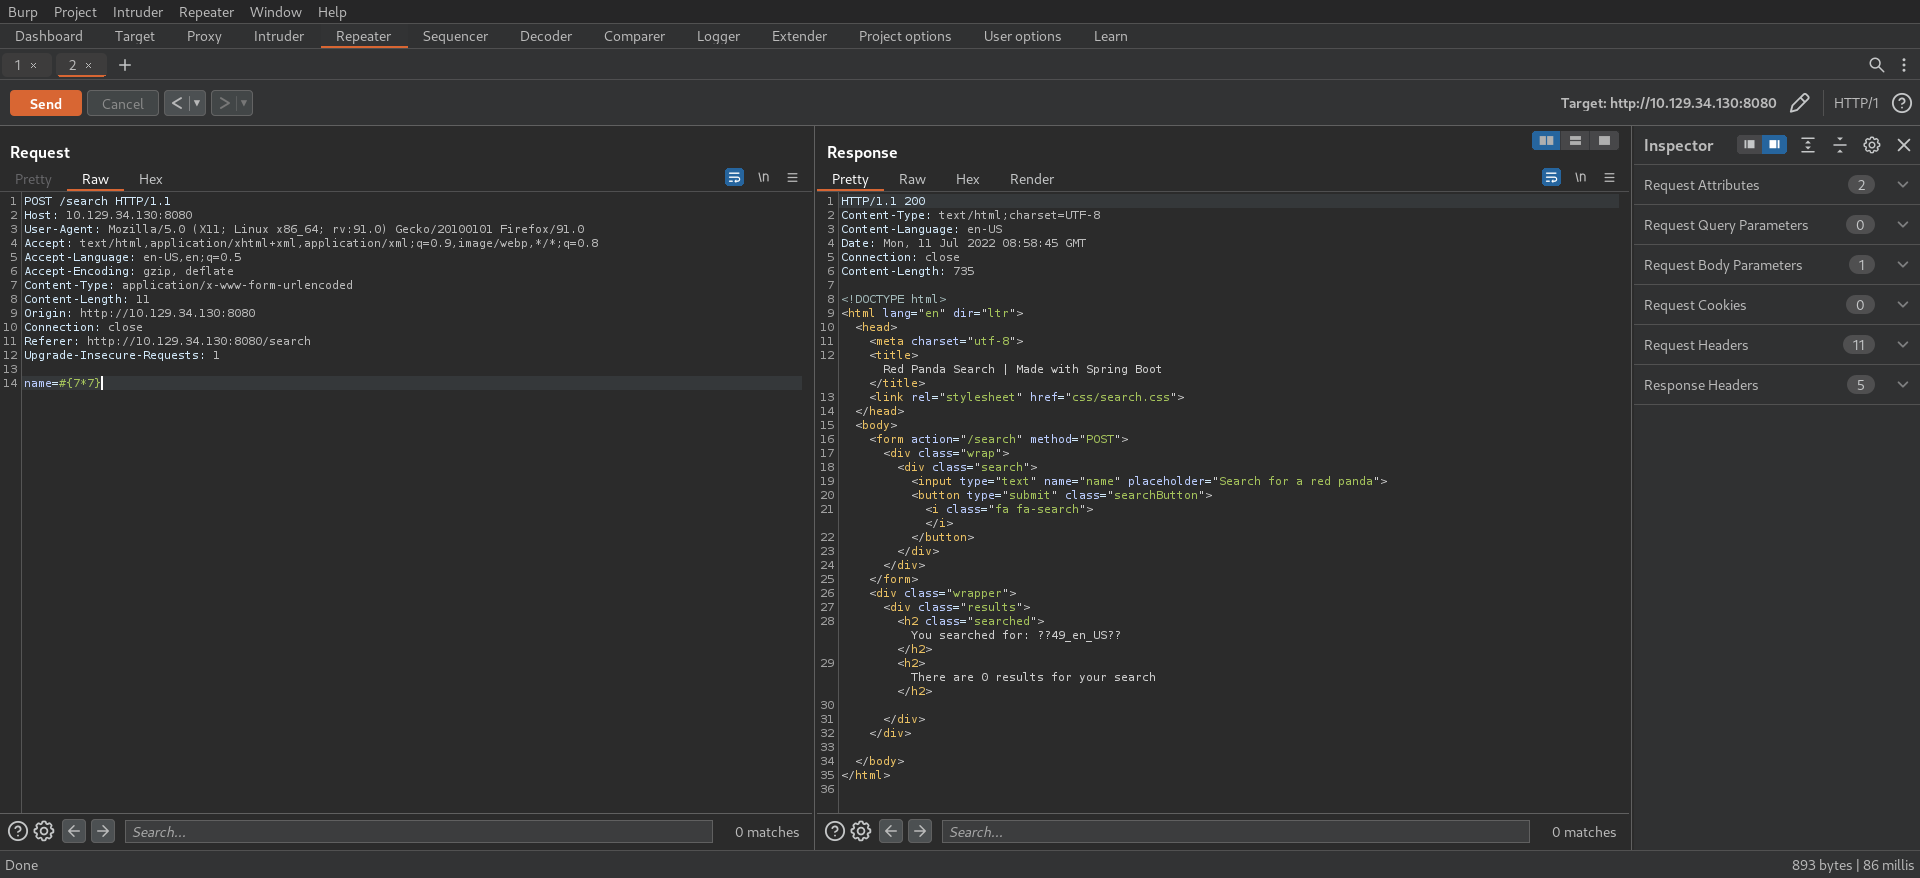 Burp Project Intruder Repeater Window Help
Dashboard Target Proxy Intruder Repeater Sequencer Decoder Comparer Logger Extender Project options User options Learn
1 × 2 × +
Send Cancel < ▾ > ▾ Target: http://10.129.34.130:8080 HTTP/1 ?
Request
Pretty Raw Hex \n
1 POST /search HTTP/1.1
2 Host: 10.129.34.130:8080
3 User-Agent: Mozilla/5.0 (X11; Linux x86_64; rv:91.0) Gecko/20100101 Firefox/91.0
4 Accept: text/html,application/xhtml+xml,application/xml;q=0.9,image/webp,*/*;q=0.8
5 Accept-Language: en-US,en;q=0.5
6 Accept-Encoding: gzip, deflate
7 Content-Type: application/x-www-form-urlencoded
8 Content-Length: 11
9 Origin: http://10.129.34.130:8080
10 Connection: close
11 Referer: http://10.129.34.130:8080/search
12 Upgrade-Insecure-Requests: 1
13
14 name=#{7*7}
? Search... 0 matches
Response
Pretty Raw Hex Render \n
1 HTTP/1.1 200
2 Content-Type: text/html;charset=UTF-8
3 Content-Language: en-US
4 Date: Mon, 11 Jul 2022 08:58:45 GMT
5 Connection: close
6 Content-Length: 735
7
8 <!DOCTYPE html>
9 <html lang="en" dir="ltr">
10 <head>
11 <meta charset="utf-8">
12 <title>
Red Panda Search | Made with Spring Boot
</title>
13 <link rel="stylesheet" href="css/search.css">
14 </head>
15 <body>
16 <form action="/search" method="POST">
17 <div class="wrap">
18 <div class="search">
19 <input type="text" name="name" placeholder="Search for a red panda">
20 <button type="submit" class="searchButton">
21 <i class="fa fa-search">
</i>
22 </button>
23 </div>
24 </div>
25 </form>
26 <div class="wrapper">
27 <div class="results">
28 <h2 class="searched">
You searched for: ??49_en_US??
</h2>
29 <h2>
There are 0 results for your search
</h2>
30
31 </div>
32 </div>
33
34 </body>
35 </html>
36
? Search... 0 matches
Inspector
Request Attributes 2
Request Query Parameters 0
Request Body Parameters 1
Request Cookies 0
Request Headers 11
Response Headers 5
Done 893 bytes | 86 millis